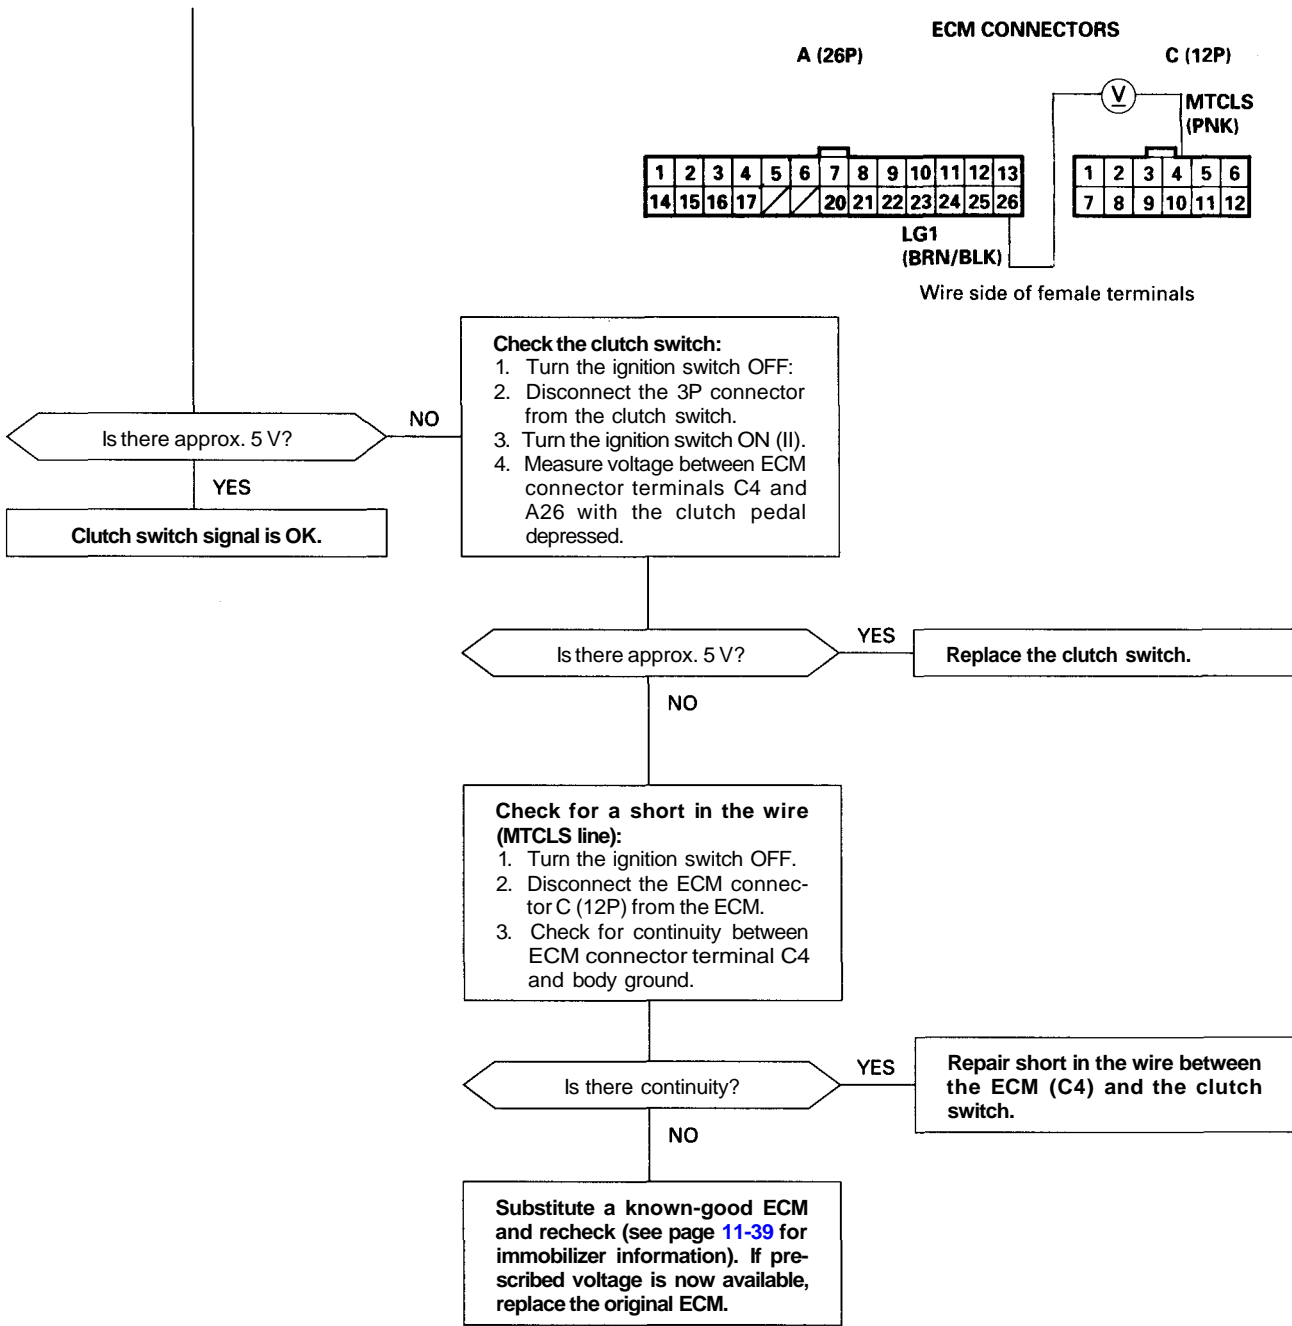 ECM CONNECTORS
A (26P)
C (12P)
V
MTCLS
(PNK)
1 2 3 4 5 6 7 8 9 10 11 12 13
14 15 16 17 20 21 22 23 24 25 26
1 2 3 4 5 6
7 8 9 10 11 12
LG1
(BRN/BLK)
Wire side of female terminals
Check the clutch switch:
1. Turn the ignition switch OFF:
2. Disconnect the 3P connector
from the clutch switch.
3. Turn the ignition switch ON (II).
4. Measure voltage between ECM
connector terminals C4 and
A26 with the clutch pedal
depressed.
Is there approx. 5 V?
NO
YES
Clutch switch signal is OK.
Is there approx. 5 V?
YES
Replace the clutch switch.
NO
Check for a short in the wire
(MTCLS line):
1. Turn the ignition switch OFF.
2. Disconnect the ECM connec-
tor C (12P) from the ECM.
3. Check for continuity between
ECM connector terminal C4
and body ground.
Is there continuity?
YES
Repair short in the wire between
the ECM (C4) and the clutch
switch.
NO
Substitute a known-good ECM
and recheck (see page 11-39 for
immobilizer information). If pre-
scribed voltage is now available,
replace the original ECM.